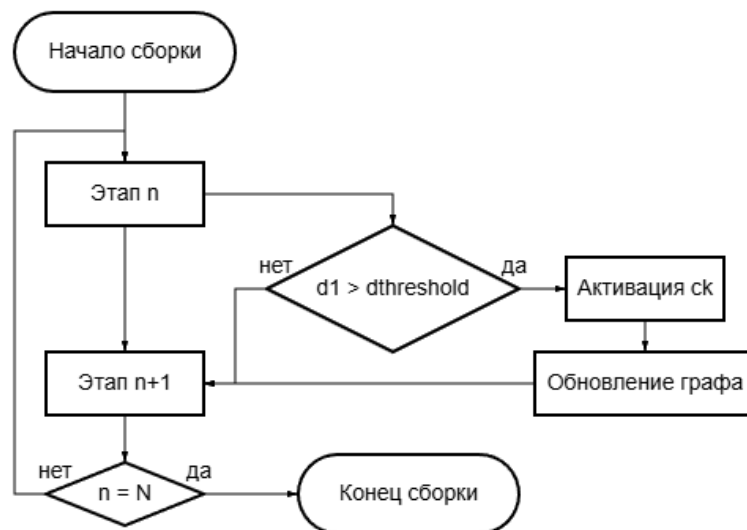 Начало сборки
Этап n
нет
да
d1 > dthreshold
Активация ck
Этап n+1
Обновление графа
нет
да
n = N
Конец сборки